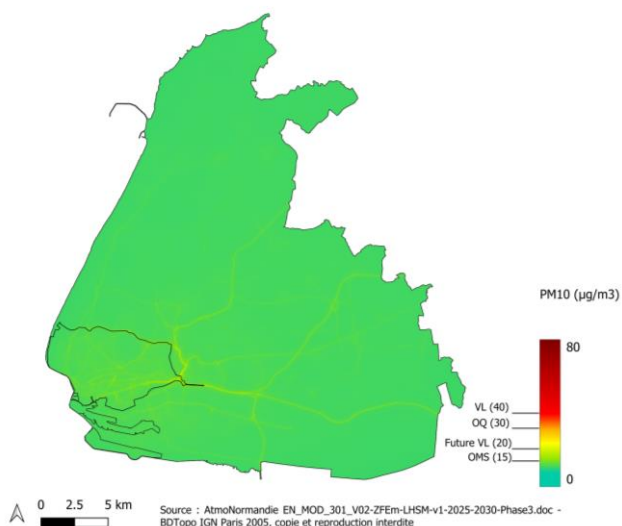 PM10 (µg/m3)
80
VL (40)
OQ (30)
Future VL (20)
OMS (15)
0
0 2.5 5 km
Source : AtmoNormandie EN_MOD_301_V02-ZFEm-LHSM-v1-2025-2030-Phase3.doc -
BDTopo IGN Paris 2005, copie et reproduction interdite